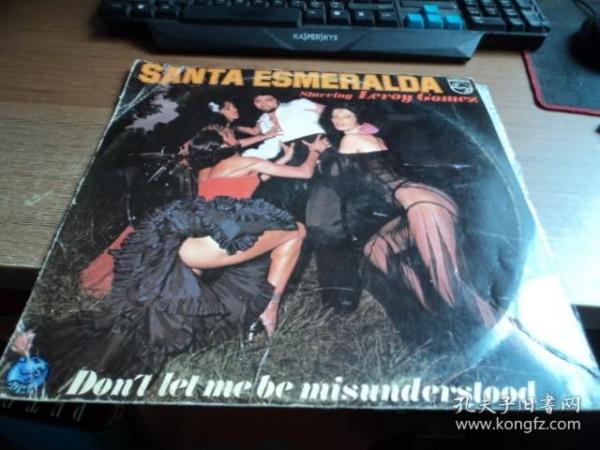 KASPERSKY
SANTA ESMERALDA
Starring Leroy Gomez
PHILIPS
Don't let me be misunderstood
孔夫子旧書网
www.kongfz.com